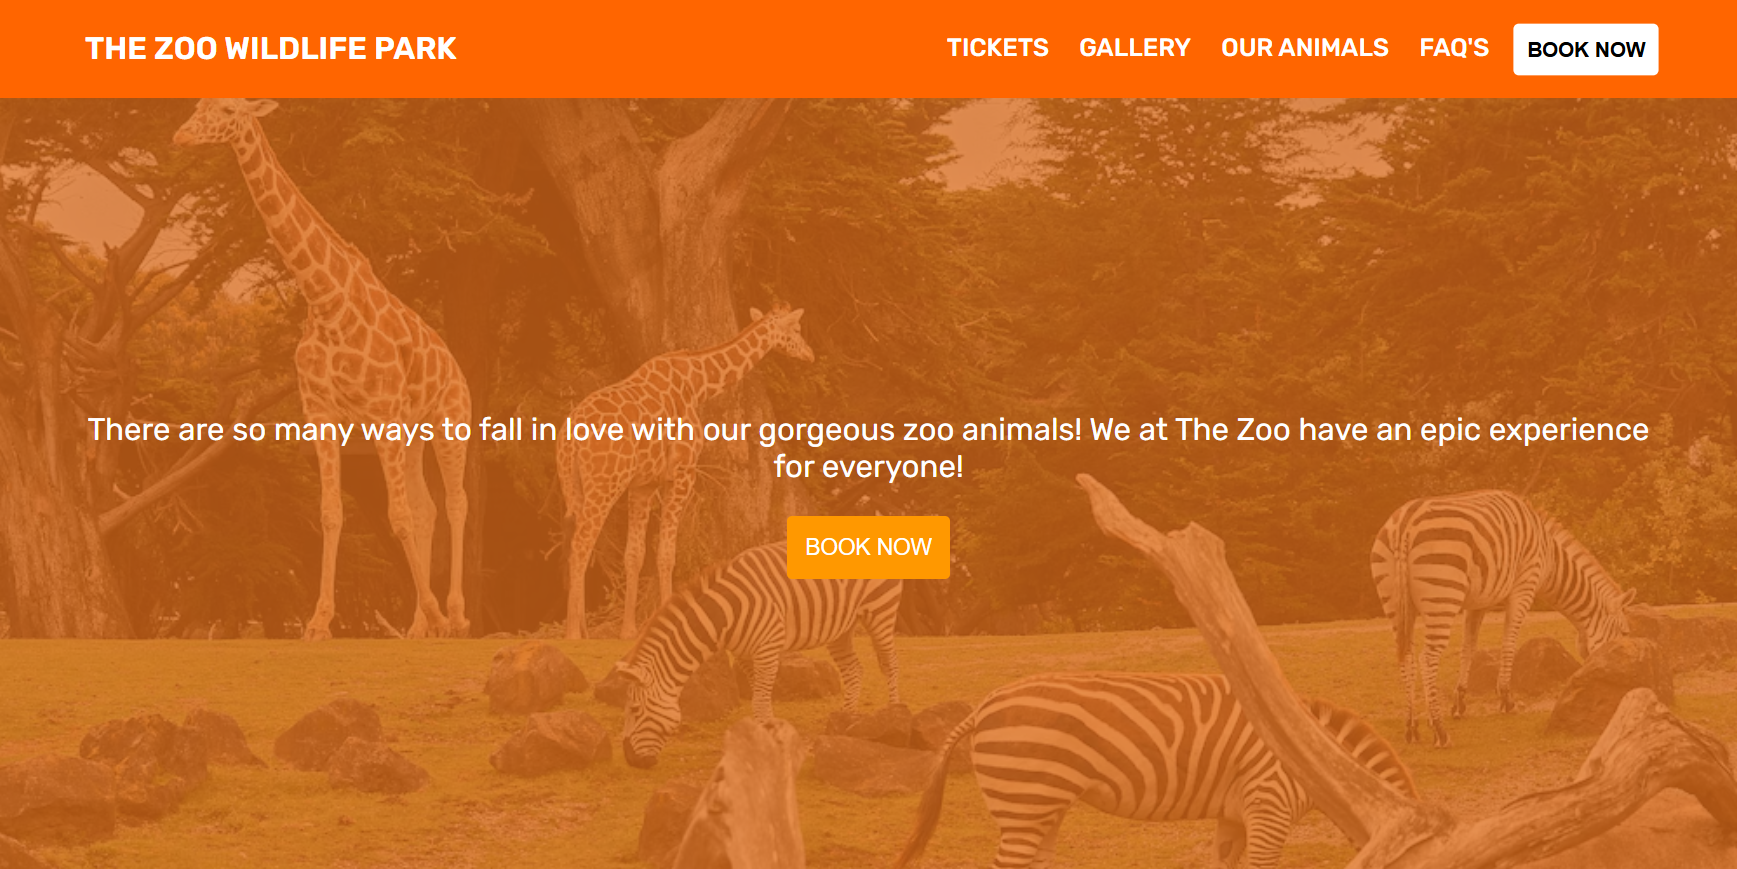 THE ZOO WILDLIFE PARK
TICKETS GALLERY OUR ANIMALS FAQ'S BOOK NOW
There are so many ways to fall in love with our gorgeous zoo animals! We at The Zoo have an epic experience
for everyone!
BOOK NOW